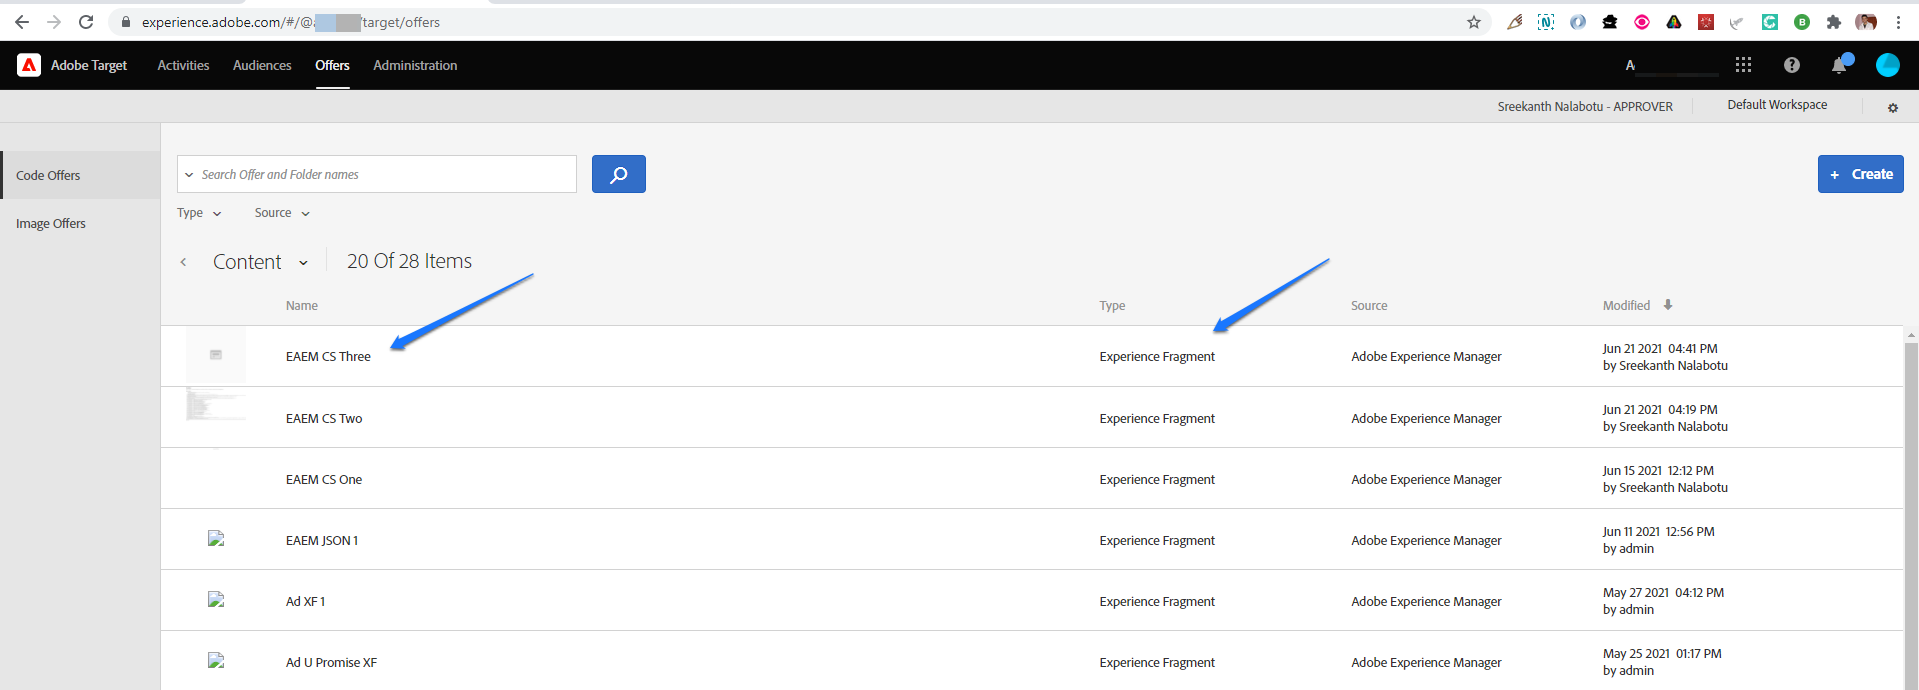 experience.adobe.com/#/@a /target/offers
Adobe Target Activities Audiences Offers Administration A
Sreekanth Nalabotu - APPROVER Default Workspace
Code Offers
Image Offers
Search Offer and Folder names
+ Create
Type Source
Content 20 Of 28 Items
Name Type Source Modified
EAEM CS Three Experience Fragment Adobe Experience Manager Jun 21 2021 04:41 PM
by Sreekanth Nalabotu
EAEM CS Two Experience Fragment Adobe Experience Manager Jun 21 2021 04:19 PM
by Sreekanth Nalabotu
EAEM CS One Experience Fragment Adobe Experience Manager Jun 15 2021 12:12 PM
by Sreekanth Nalabotu
EAEM JSON 1 Experience Fragment Adobe Experience Manager Jun 11 2021 12:56 PM
by admin
Ad XF 1 Experience Fragment Adobe Experience Manager May 27 2021 04:12 PM
by admin
Ad U Promise XF Experience Fragment Adobe Experience Manager May 25 2021 01:17 PM
by admin